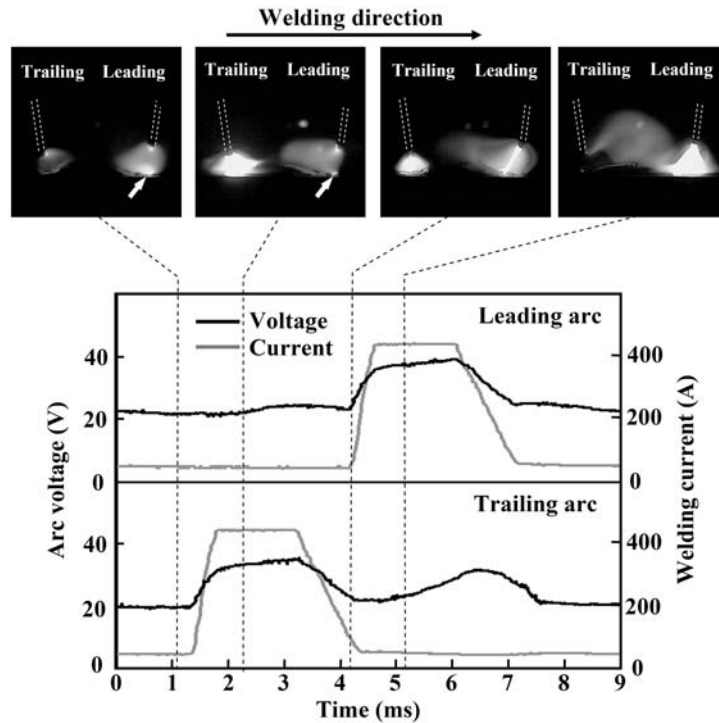 Welding direction
Trailing Leading
Trailing Leading
Trailing Leading
Trailing Leading
Voltage
Current
Leading arc
40
20
0
400
200
0
Trailing arc
40
20
0
400
200
0
Arc voltage (V)
Welding current (A)
0 1 2 3 4 5 6 7 8 9
Time (ms)